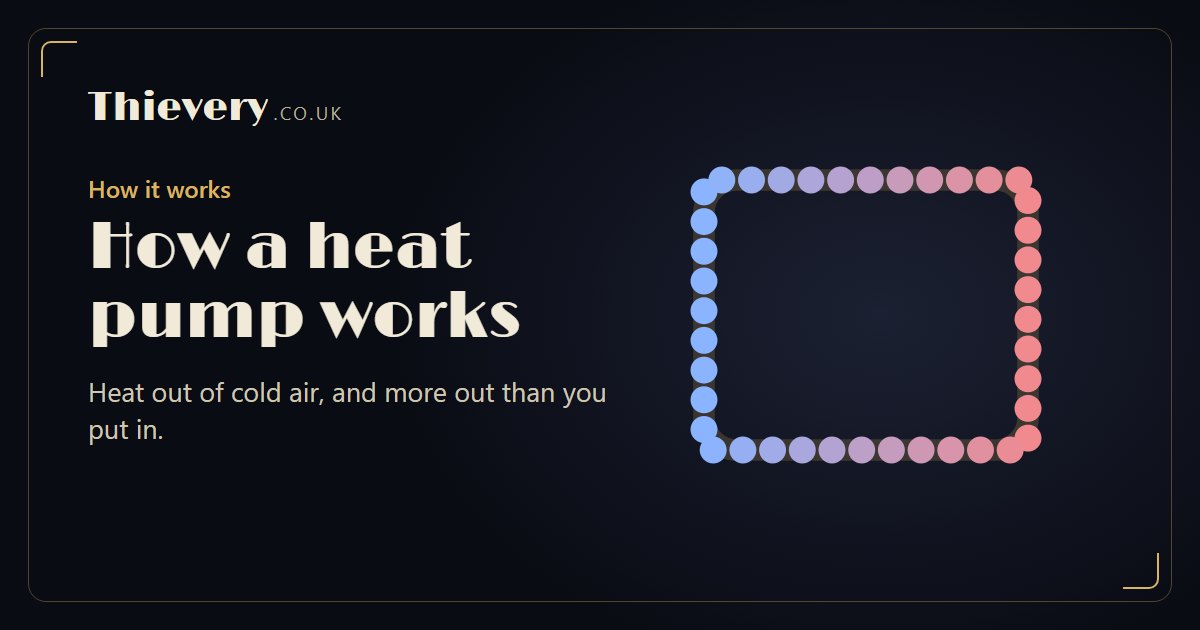 Thievery.CO.UK
How it works
How a heat
pump works
Heat out of cold air, and more out than you
put in.